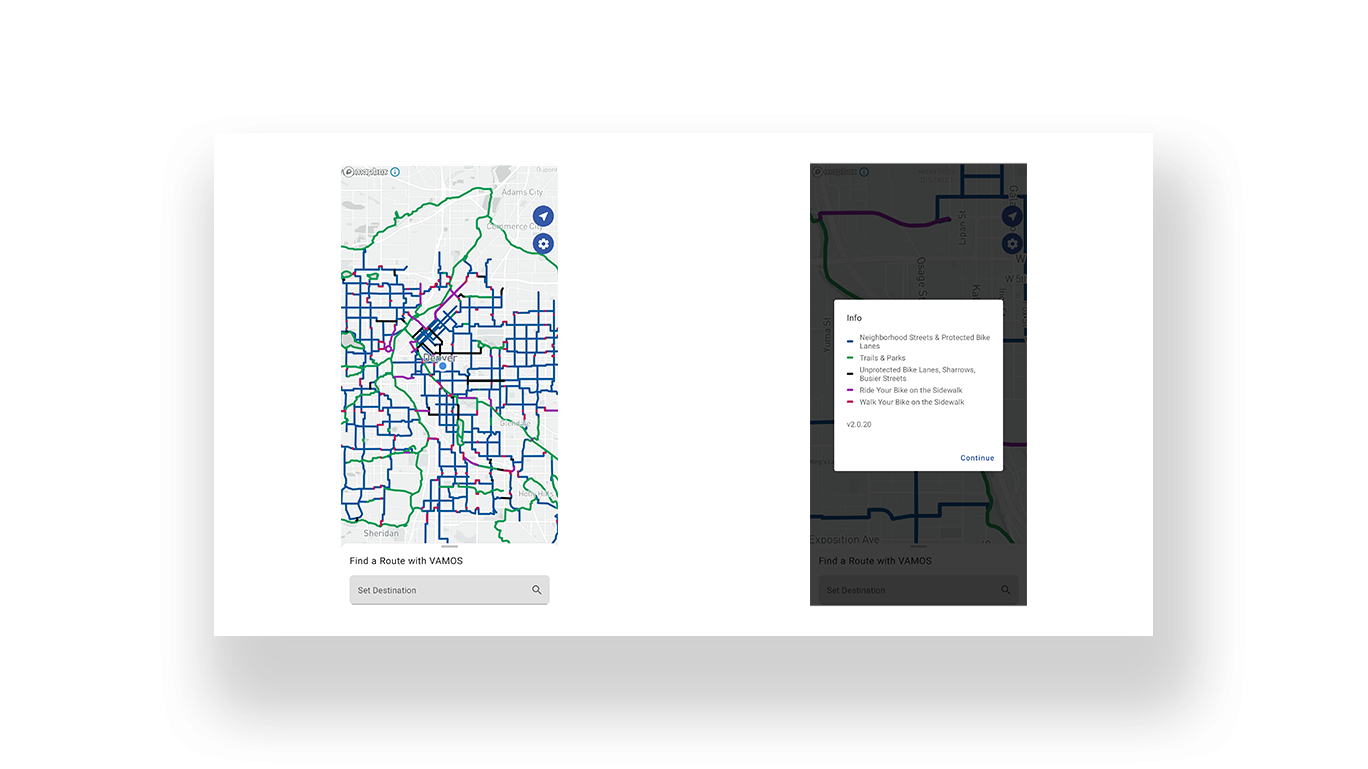 mapbox
Adams City
Commerce City
Denver
Glendale
Holly Hills
Sheridan
Find a Route with VAMOS
Set Destination
mapbox
Lipan St
Osage S
W 5t
Yuma St
Info
Neighborhood Streets & Protected Bike
Lanes
Trails & Parks
Unprotected Bike Lanes, Sharrows,
Busier Streets
Ride Your Bike on the Sidewalk
Walk Your Bike on the Sidewalk
v2.0.20
Continue
Exposition Ave
Find a Route with VAMOS
Set Destination